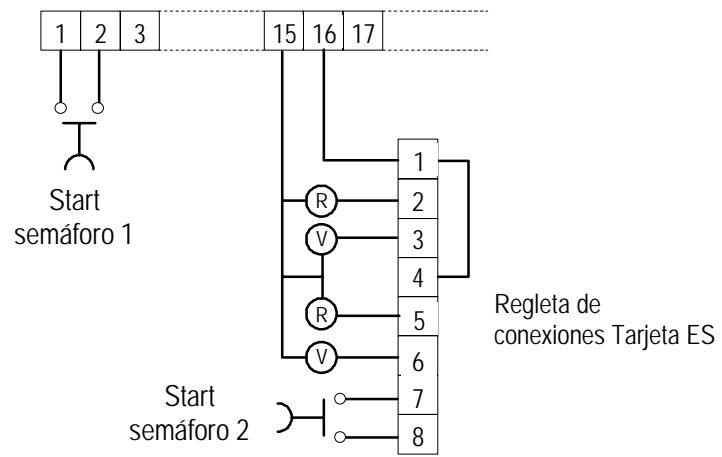 1 2 3 15 16 17
Start
semáforo 1
1
R 2
V 3
4
R 5
V 6
7
8
Regleta de
conexiones Tarjeta ES
Start
semáforo 2